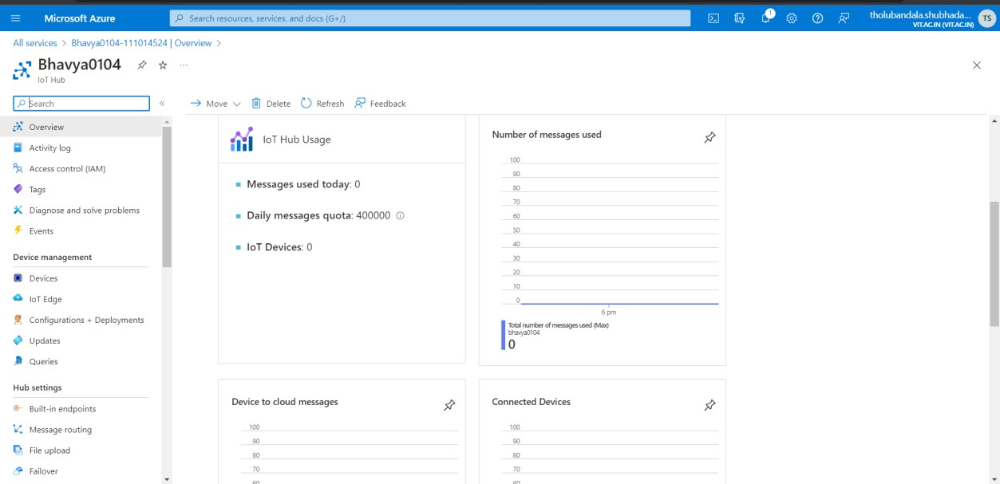 Microsoft Azure
Search resources, services, and docs (G+/)
1
tholubandala.shubhada...
VIT.AC.IN (VIT.AC.IN)
TS
All services > Bhavya0104-111014524 | Overview >
Bhavya0104
...
IoT Hub
Search
«
Move
Delete
Refresh
Feedback
Overview
Activity log
Access control (IAM)
Tags
Diagnose and solve problems
Events
Device management
Devices
IoT Edge
Configurations + Deployments
Updates
Queries
Hub settings
Built-in endpoints
Message routing
File upload
Failover
IoT Hub Usage
Messages used today: 0
Daily messages quota: 400000
IoT Devices: 0
Number of messages used
100
90
80
70
60
50
40
30
20
10
0
6 pm
Total number of messages used (Max)
bhavya0104
0
Device to cloud messages
100
90
80
70
60
Connected Devices
100
90
80
70
60